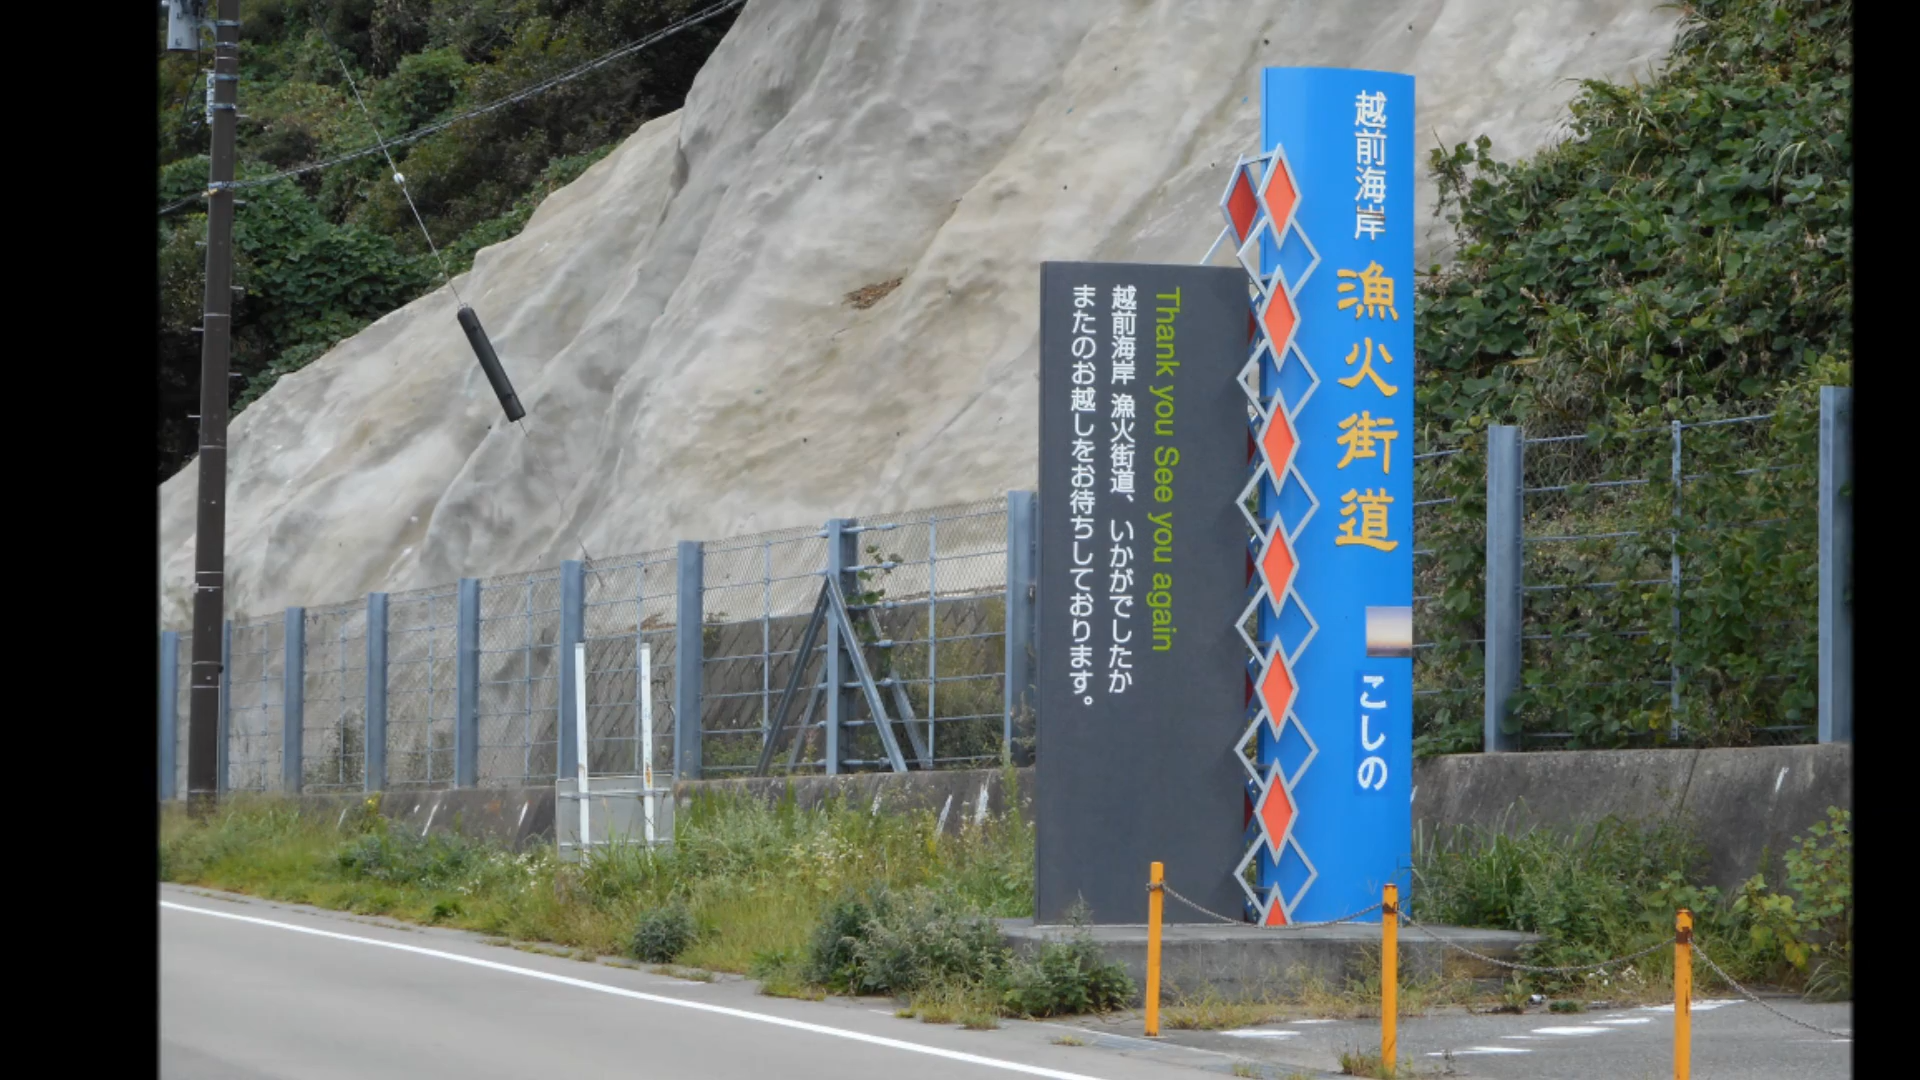 越前海岸 漁火街道
こしの
Thank you See you again
越前海岸 漁火街道、いかがでしたか
またのお越しをお待ちしております。